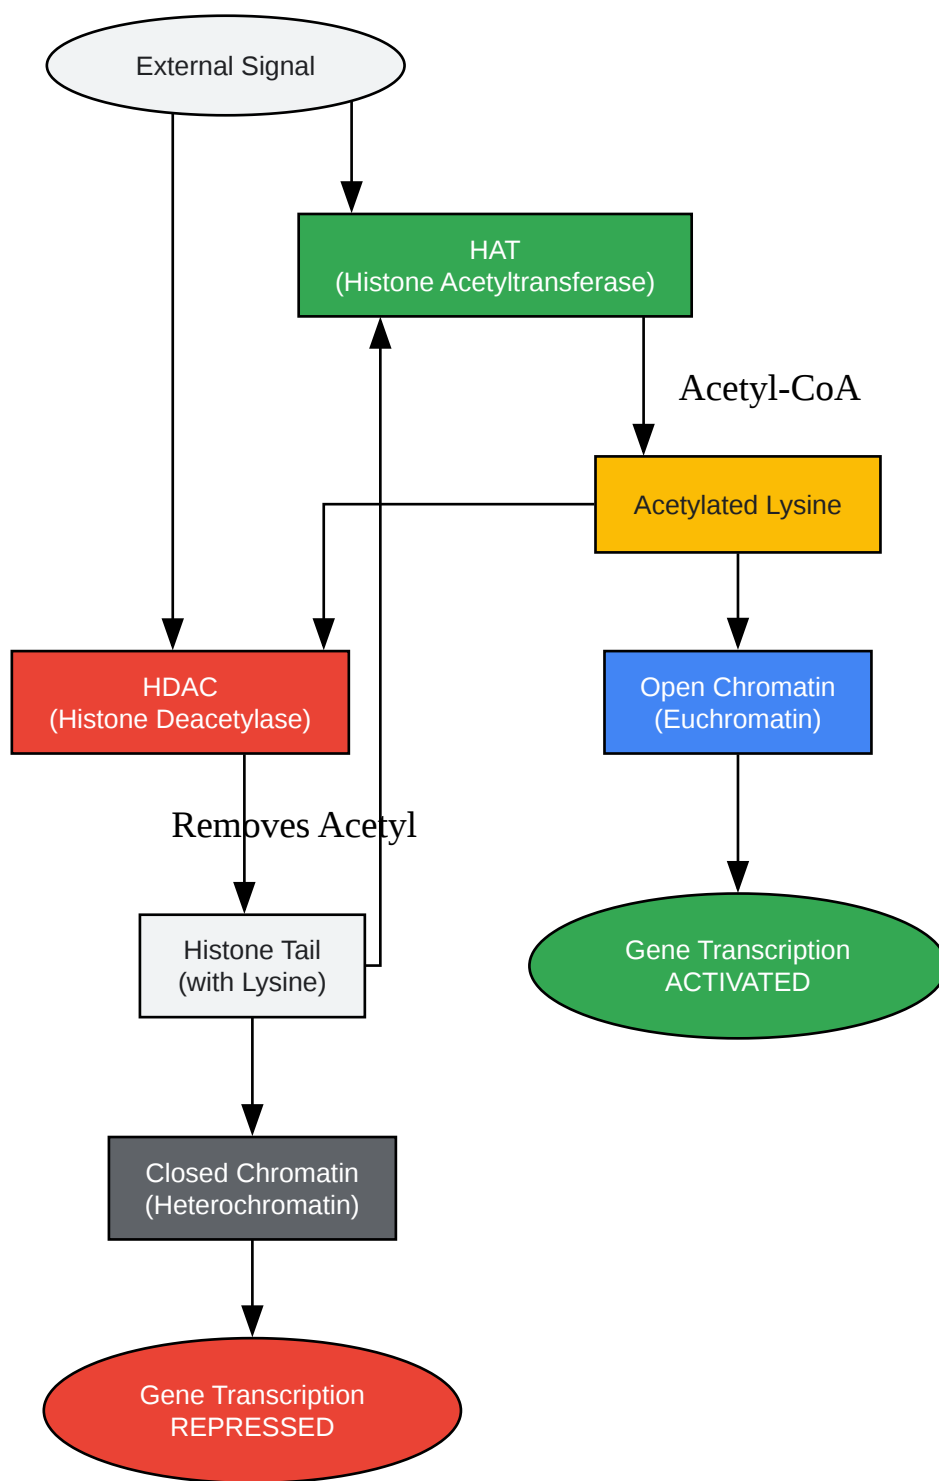 External Signal
HAT
(Histone Acetyltransferase)
Acetyl-CoA
Acetylated Lysine
HDAC
(Histone Deacetylase)
Open Chromatin
(Euchromatin)
Removes Acetyl
Histone Tail
(with Lysine)
Gene Transcription
ACTIVATED
Closed Chromatin
(Heterochromatin)
Gene Transcription
REPRESSED